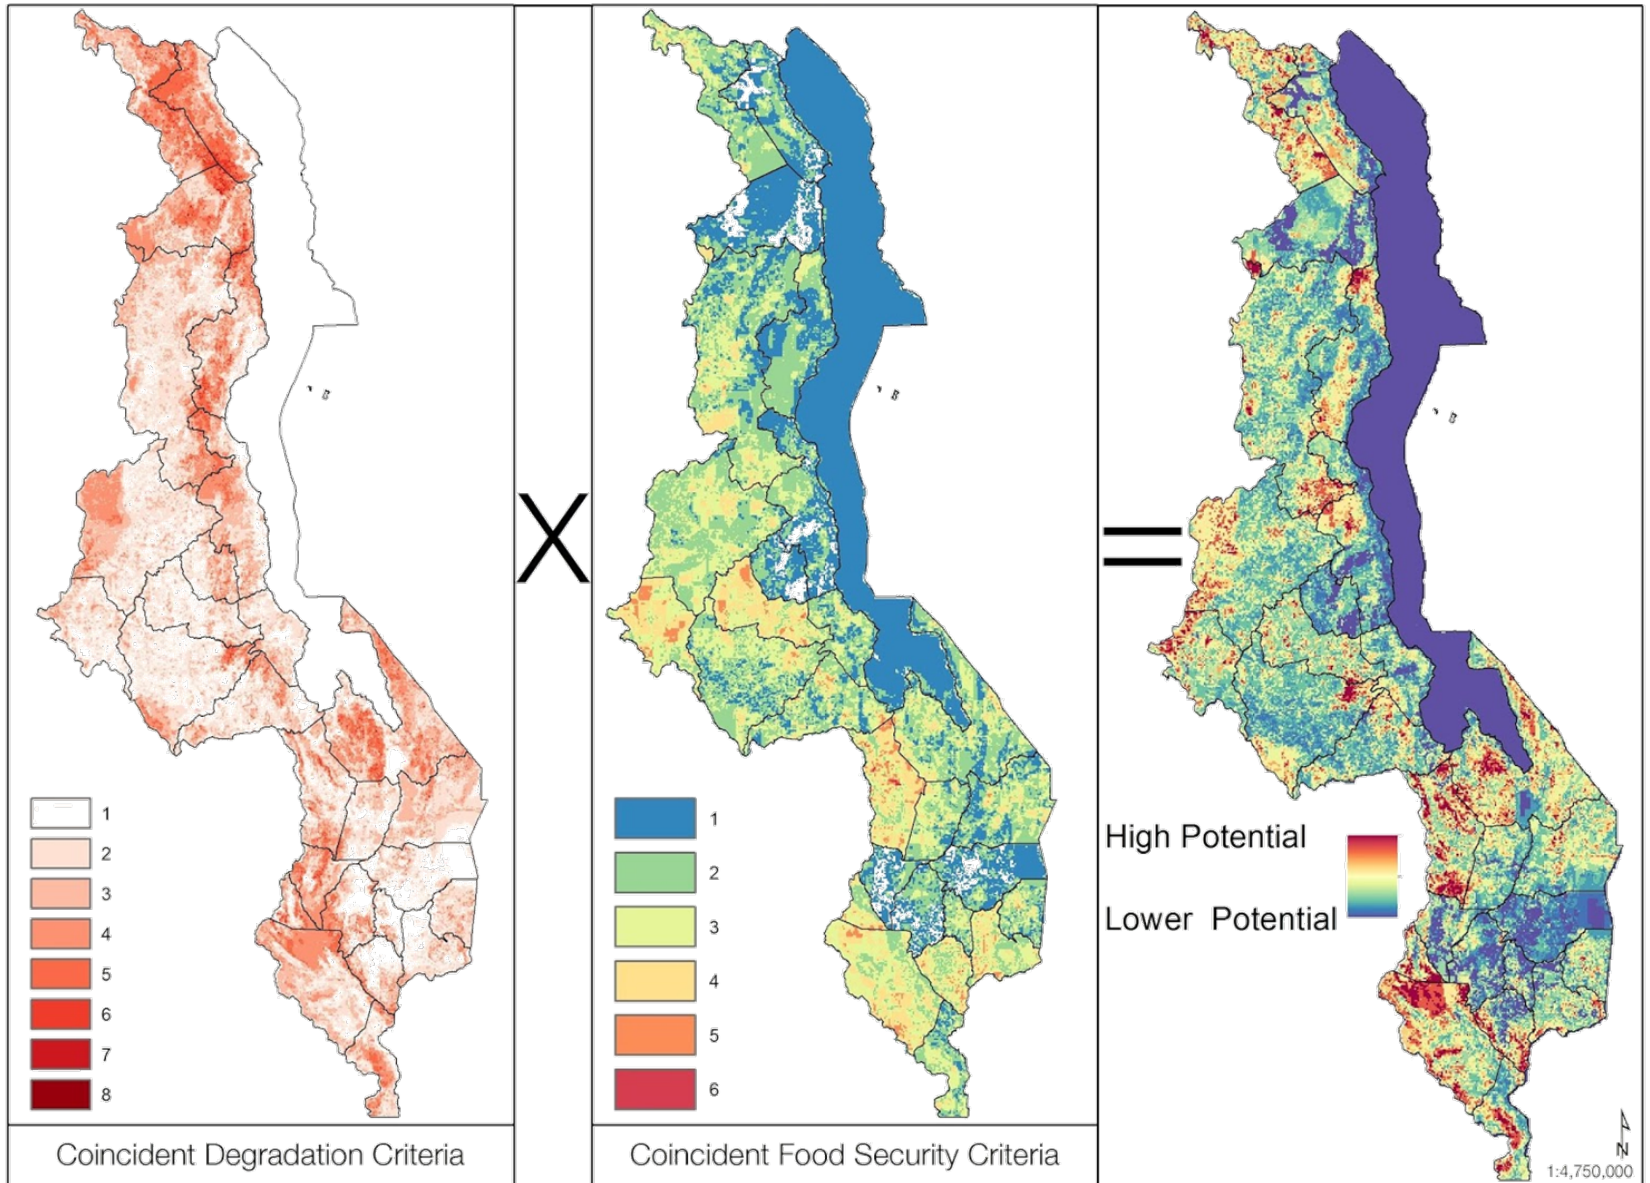 X
=
1
2
3
4
5
6
7
8
1
2
3
4
5
6
High Potential
Lower Potential
N
1:4,750,000
Coincident Degradation Criteria
Coincident Food Security Criteria